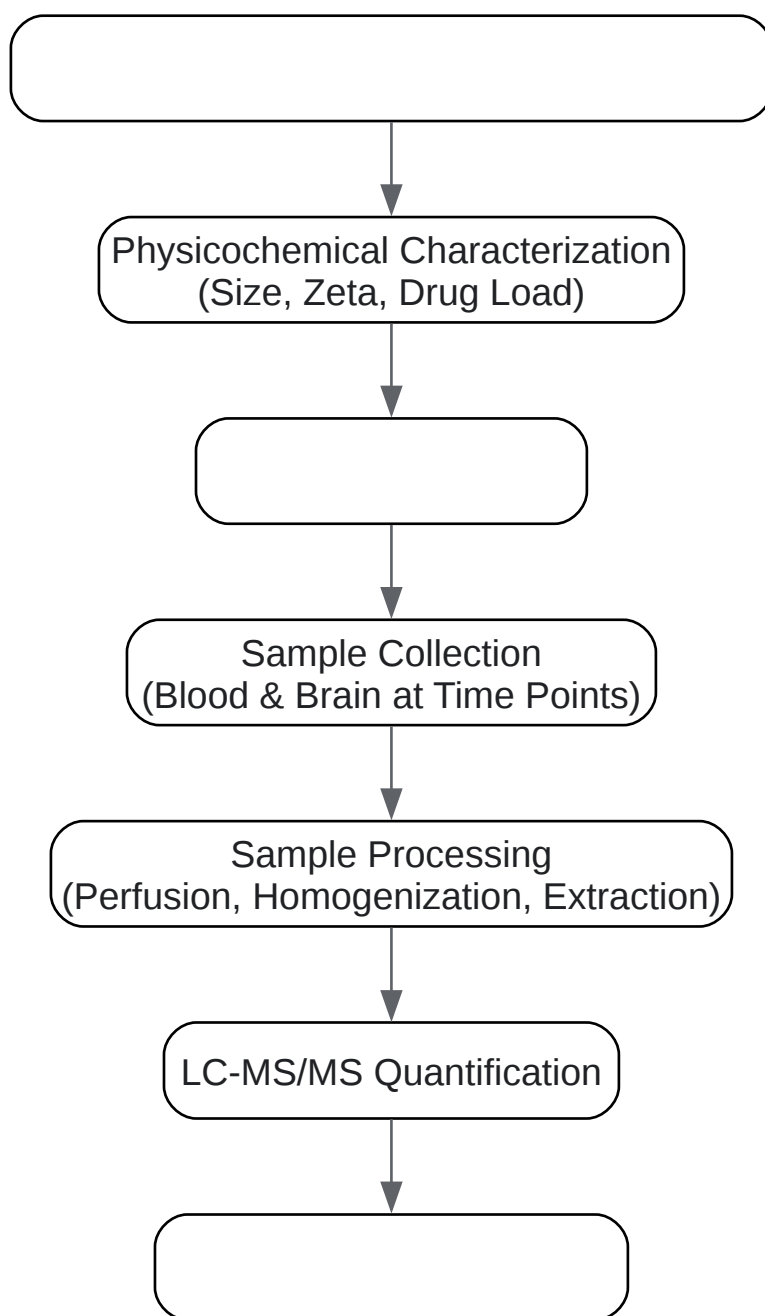 Physicochemical Characterization
(Size, Zeta, Drug Load)
Sample Collection
(Blood & Brain at Time Points)
Sample Processing
(Perfusion, Homogenization, Extraction)
LC-MS/MS Quantification